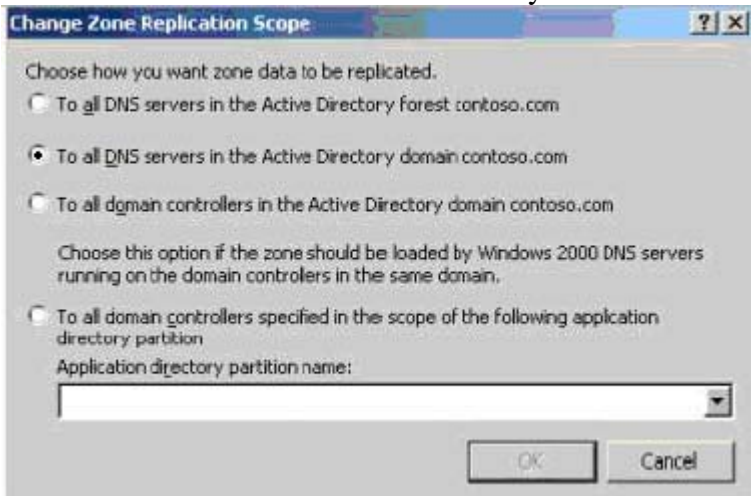 Change Zone Replication Scope
Choose how you want zone data to be replicated.
To all DNS servers in the Active Directory forest contoso.com
To all DNS servers in the Active Directory domain contoso.com
To all domain controllers in the Active Directory domain contoso.com
Choose this option if the zone should be loaded by Windows 2000 DNS servers
running on the domain controlers in the same domain.
To all domain controllers specified in the scope of the following application
directory partition
Application directory partition name:
OK
Cancel